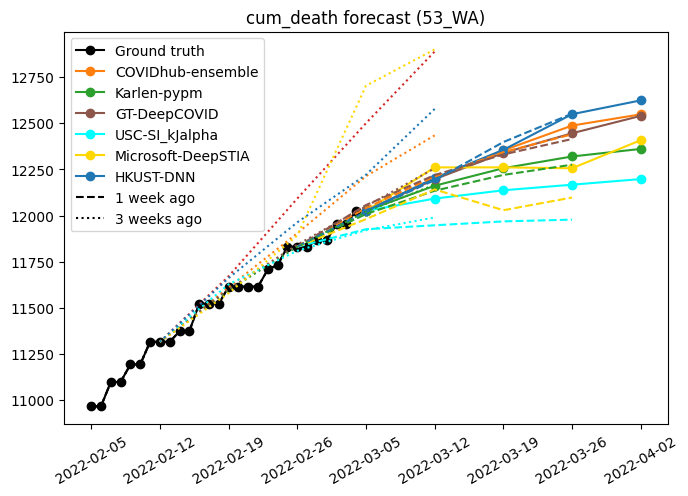 cum_death forecast (53_WA)
12750
12500
12250
12000
11750
11500
11250
11000
Ground truth
COVIDhub-ensemble
Karlen-pypm
GT-DeepCOVID
USC-SI_kJalpha
Microsoft-DeepSTIA
HKUST-DNN
1 week ago
3 weeks ago
2022-02-05
2022-02-12
2022-02-19
2022-02-26
2022-03-05
2022-03-12
2022-03-19
2022-03-26
2022-04-02